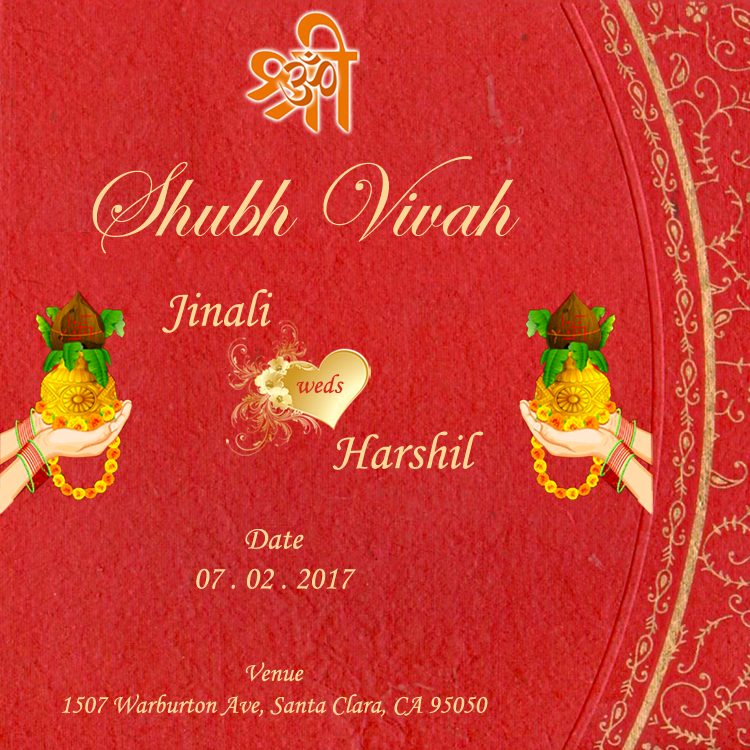 श्री ॐ
Shubh Vivah
Jinali
weds
Harshil
Date
07 . 02 . 2017
Venue
1507 Warburton Ave, Santa Clara, CA 95050